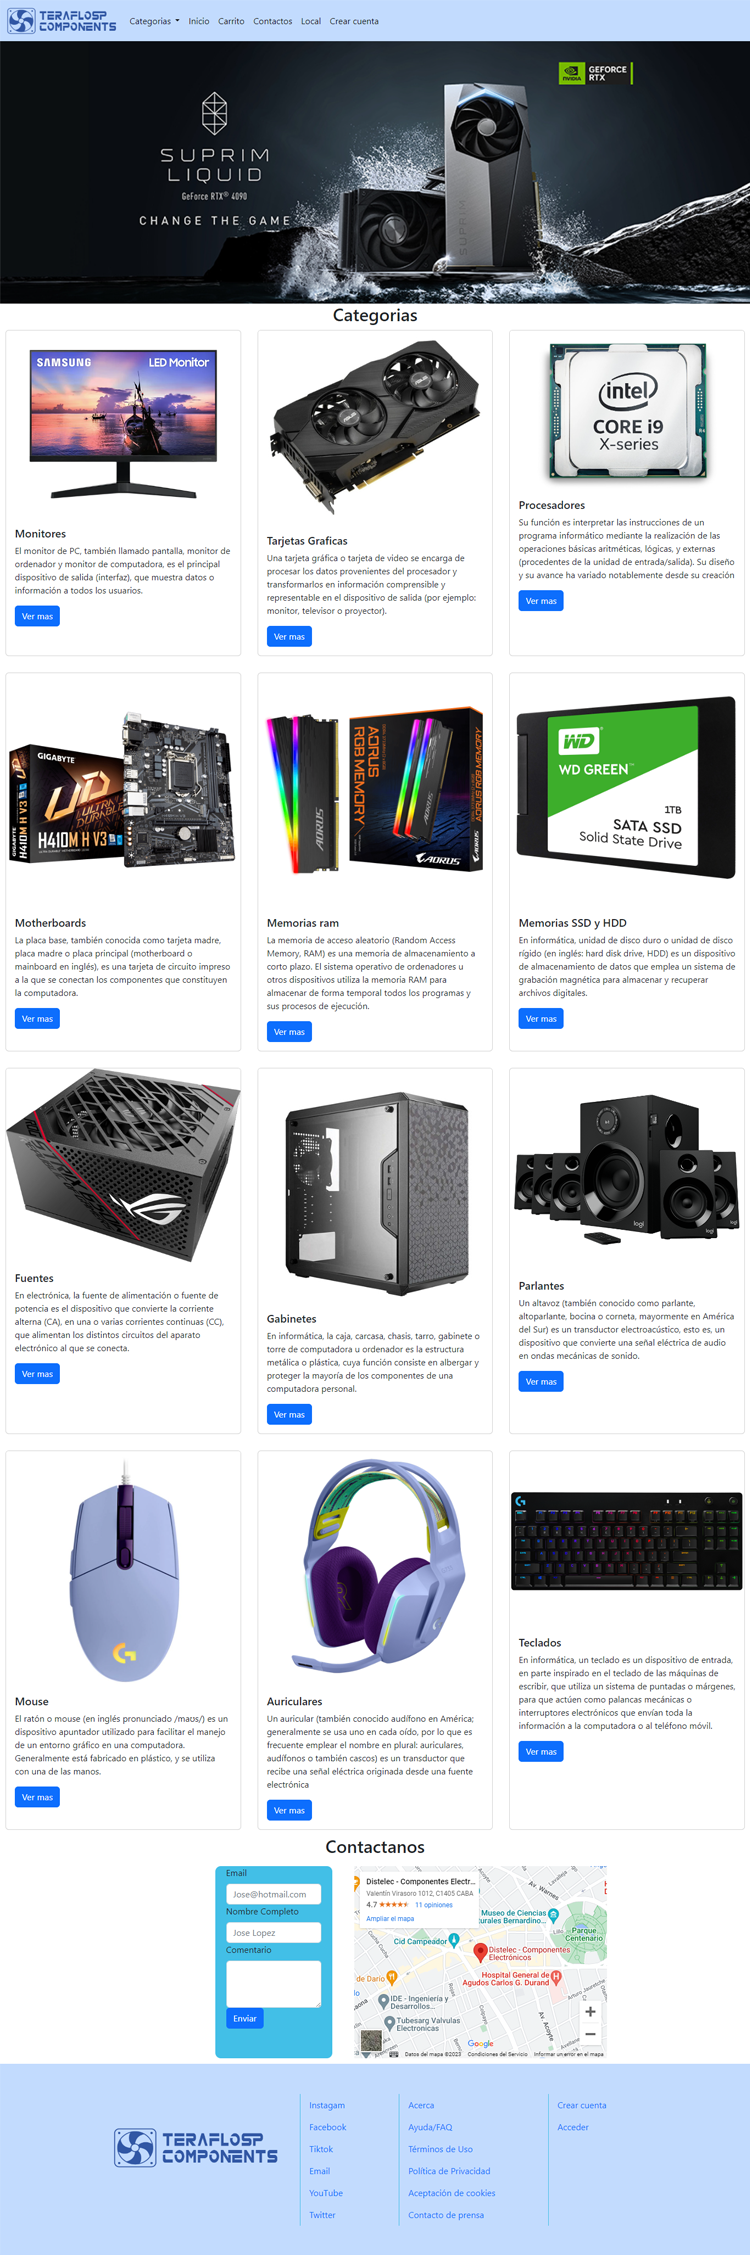 TERAFLOSP
COMPONENTS
Categorias
Inicio
Carrito
Contactos
Local
Crear cuenta
NVIDIA
GEFORCE
RTX
SUPRIM
LIQUID
GeForce RTX® 4090
CHANGE THE GAME
SUPRIM
Categorias
SAMSUNG
LED Monitor
Monitores
El monitor de PC, también llamado pantalla, monitor de
ordenador y monitor de computadora, es el principal
dispositivo de salida (interfaz), que muestra datos o
información a todos los usuarios.
Ver mas
Tarjetas Graficas
Una tarjeta gráfica o tarjeta de video se encarga de
procesar los datos provenientes del procesador y
transformarlos en información comprensible y
representable en el dispositivo de salida (por ejemplo:
monitor, televisor o proyector).
Ver mas
intel
CORE i9
X-series
Procesadores
Su función es interpretar las instrucciones de un
programa informático mediante la realización de las
operaciones básicas aritméticas, lógicas, y externas
(procedentes de la unidad de entrada/salida). Su diseño
y su avance ha variado notablemente desde su creación
Ver mas
GIGABYTE
UD
ULTRA DURABLE
H410M H V3
H410M H V3
Motherboards
La placa base, también conocida como tarjeta madre,
placa madre o placa principal (motherboard o
mainboard en inglés), es una tarjeta de circuito impreso
a la que se conectan los componentes que constituyen
la computadora.
Ver mas
AORUS
AORUS
RGB MEMORY
AORUS RGB MEMORY
AORUS
Memorias ram
La memoria de acceso aleatorio (Random Access
Memory, RAM) es una memoria de almacenamiento a
corto plazo. El sistema operativo de ordenadores u
otros dispositivos utiliza la memoria RAM para
almacenar de forma temporal todos los programas y
sus procesos de ejecución.
Ver mas
WD
WD GREEN™
1TB
SATA SSD
Solid State Drive
Memorias SSD y HDD
En informática, unidad de disco duro o unidad de disco
rígido (en inglés: hard disk drive, HDD) es un dispositivo
de almacenamiento de datos que emplea un sistema de
grabación magnética para almacenar y recuperar
archivos digitales.
Ver mas
Fuentes
En electrónica, la fuente de alimentación o fuente de
potencia es el dispositivo que convierte la corriente
alterna (CA), en una o varias corrientes continuas (CC),
que alimentan los distintos circuitos del aparato
electrónico al que se conecta.
Ver mas
Gabinetes
En informática, la caja, carcasa, chasis, tarro, gabinete o
torre de computadora u ordenador es la estructura
metálica o plástica, cuya función consiste en albergar y
proteger la mayoría de los componentes de una
computadora personal.
Ver mas
logi
logi
Parlantes
Un altavoz (también conocido como parlante,
altoparlante, bocina o corneta, mayormente en América
del Sur) es un transductor electroacústico, esto es, un
dispositivo que convierte una señal eléctrica de audio
en ondas mecánicas de sonido.
Ver mas
Mouse
El ratón o mouse (en inglés pronunciado /maʊs/) es un
dispositivo apuntador utilizado para facilitar el manejo
de un entorno gráfico en una computadora.
Generalmente está fabricado en plástico, y se utiliza
con una de las manos.
Ver mas
Auriculares
Un auricular (también conocido audífono en América;
generalmente se usa uno en cada oído, por lo que es
frecuente emplear el nombre en plural: auriculares,
audífonos o también cascos) es un transductor que
recibe una señal eléctrica originada desde una fuente
electrónica
Ver mas
Teclados
En informática, un teclado es un dispositivo de entrada,
en parte inspirado en el teclado de las máquinas de
escribir, que utiliza un sistema de puntadas o márgenes,
para que actúen como palancas mecánicas o
interruptores electrónicos que envían toda la
información a la computadora o al teléfono móvil.
Ver mas
Contactanos
Email
Jose@hotmail.com
Nombre Completo
Jose Lopez
Comentario
Enviar
Distelec - Componentes Electr...
Valentín Virasoro 1012, C1405 CABA
4.7
11 opiniones
Ampliar el mapa
Av. Warnes
Museo de Ciencias
Naturales Bernardino...
Parque
Centenario
Cid Campeador
Distelec - Componentes
Electrónicos
Hospital General de
Agudos Carlos G. Durand
de Darío
IDE - Ingeniería y
Desarrollos...
Tubesarg Valvulas
Electronicas
Av. Acoyte
Google
Datos del mapa ©2023
Condiciones del Servicio
Informar un error en el mapa
TERAFLOSP
COMPONENTS
Instagam
Facebook
Tiktok
Email
YouTube
Twitter
Acerca
Ayuda/FAQ
Términos de Uso
Política de Privacidad
Aceptación de cookies
Contacto de prensa
Crear cuenta
Acceder